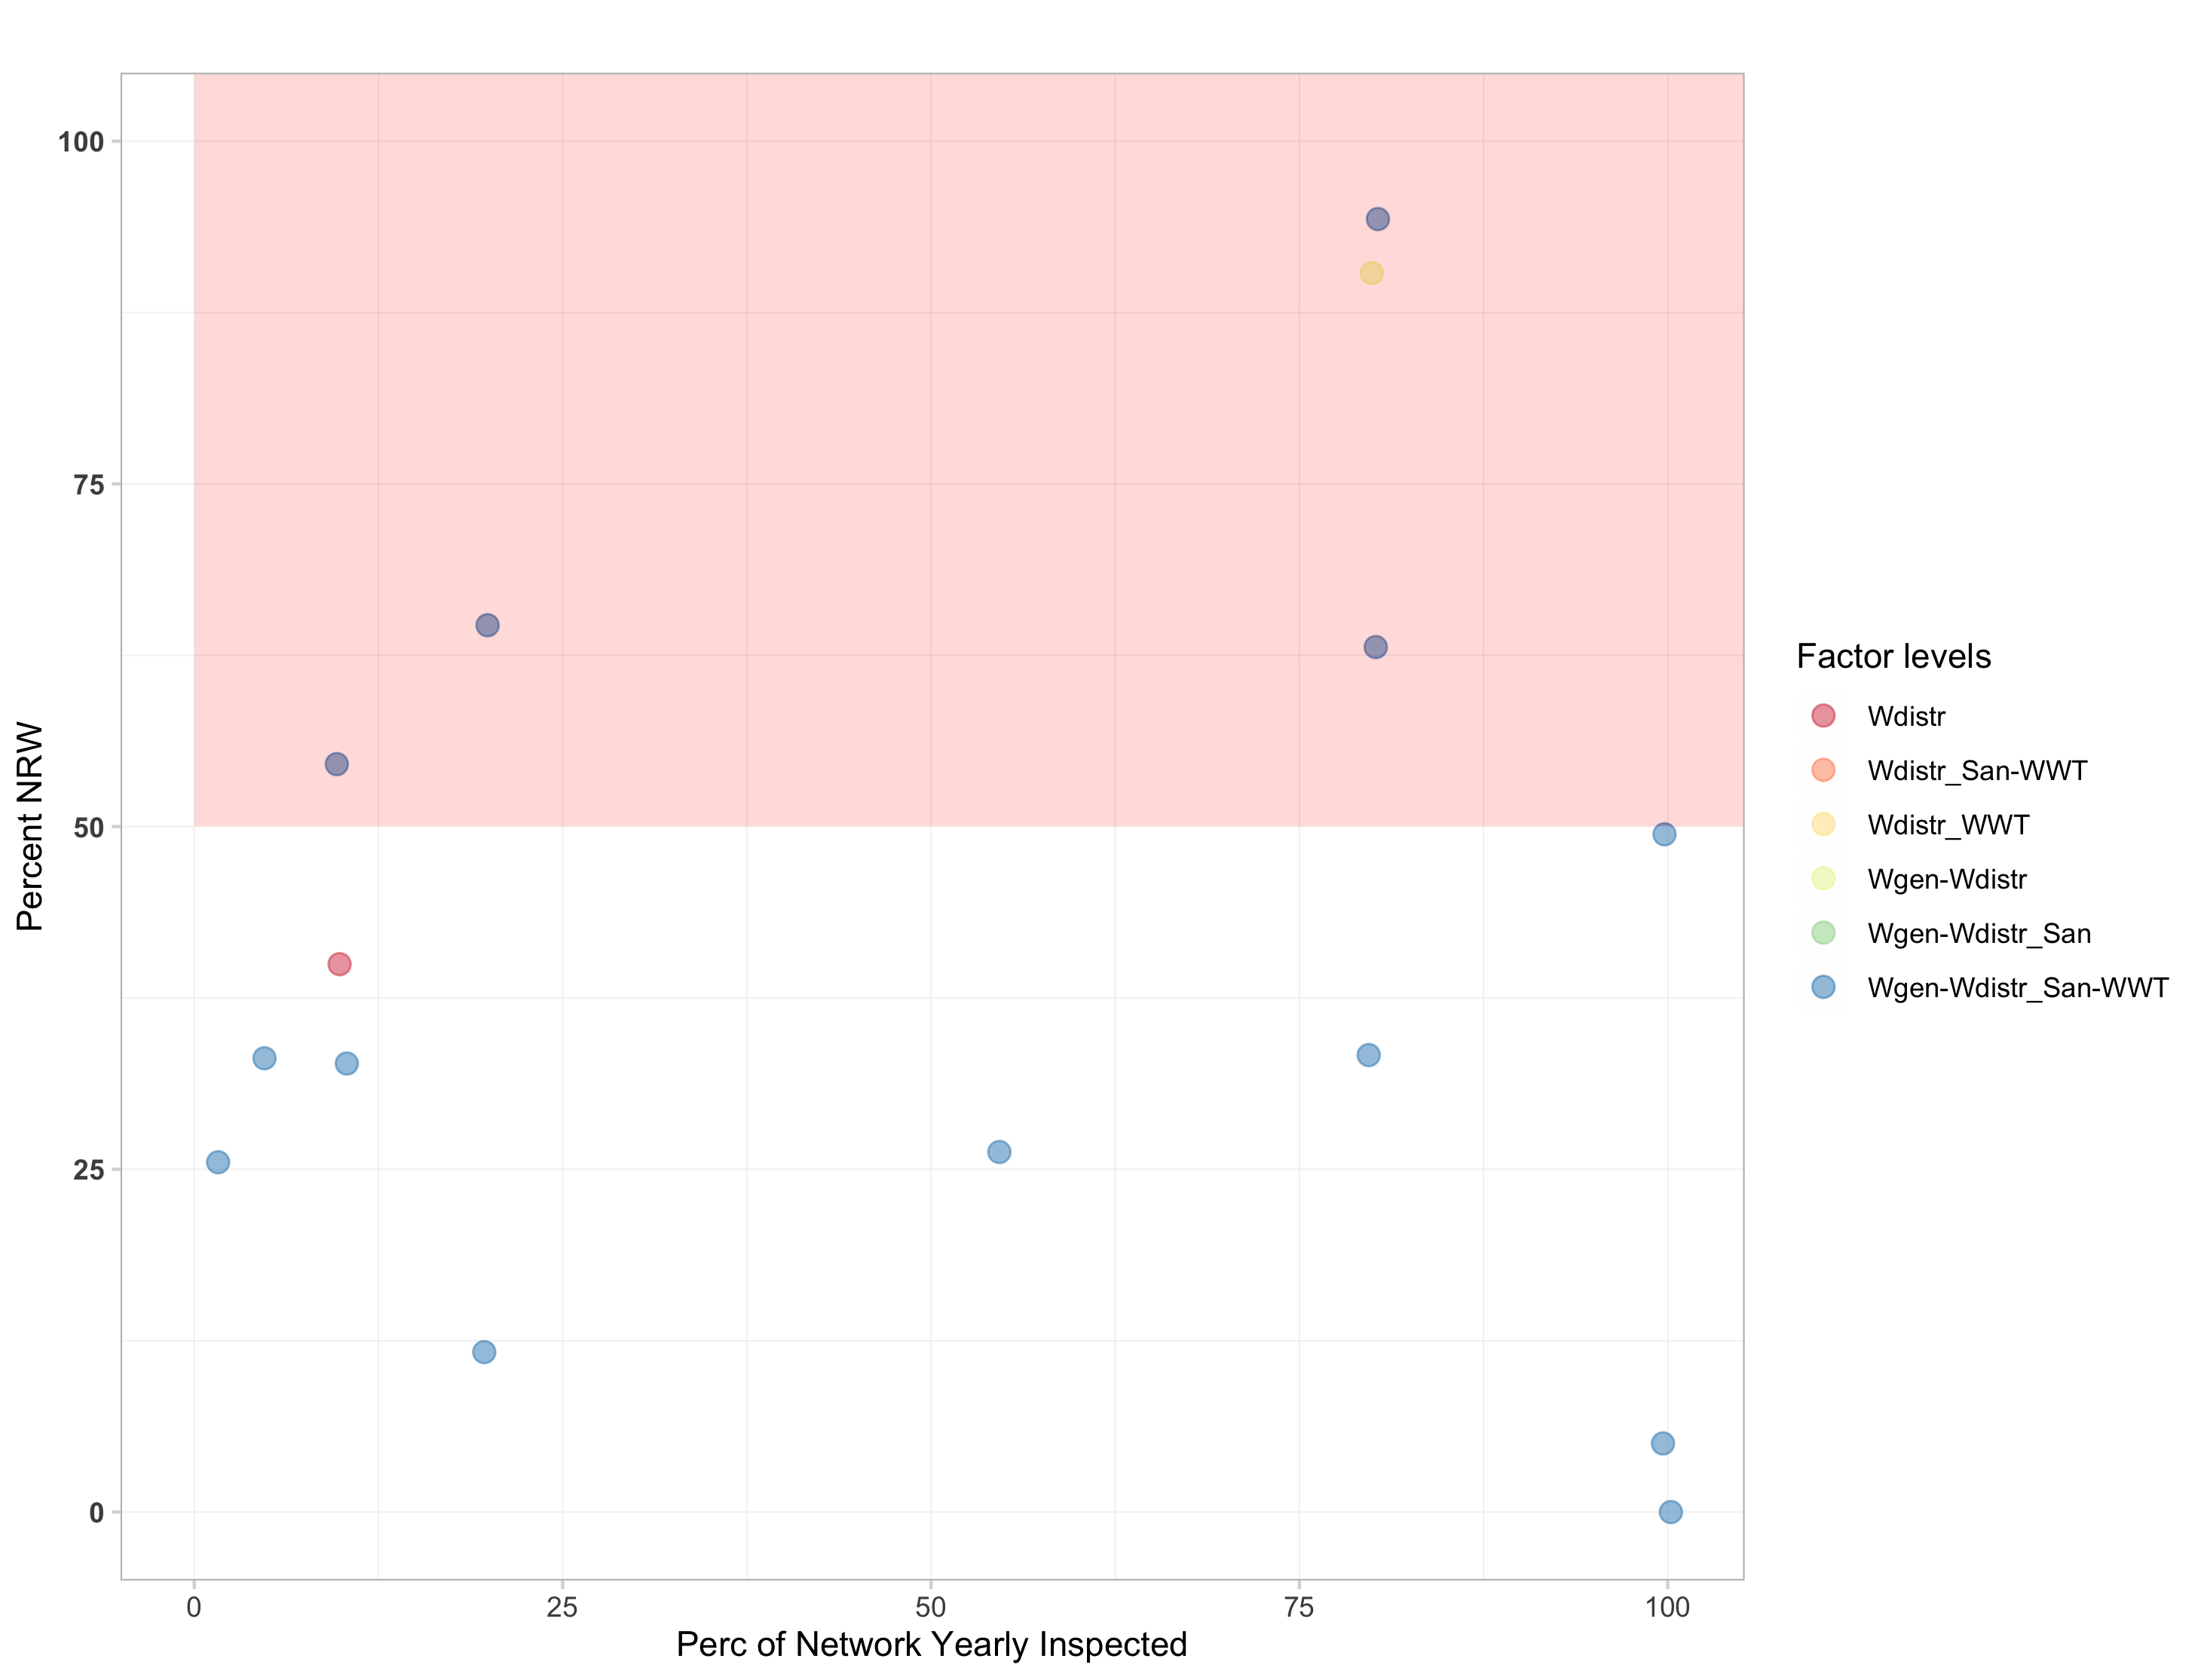 100
75
50
25
0
0 25 50 75 100
Perc of Network Yearly Inspected
Percent NRW
Factor levels
Wdistr
Wdistr_San-WWT
Wdistr_WWT
Wgen-Wdistr
Wgen-Wdistr_San
Wgen-Wdistr_San-WWT